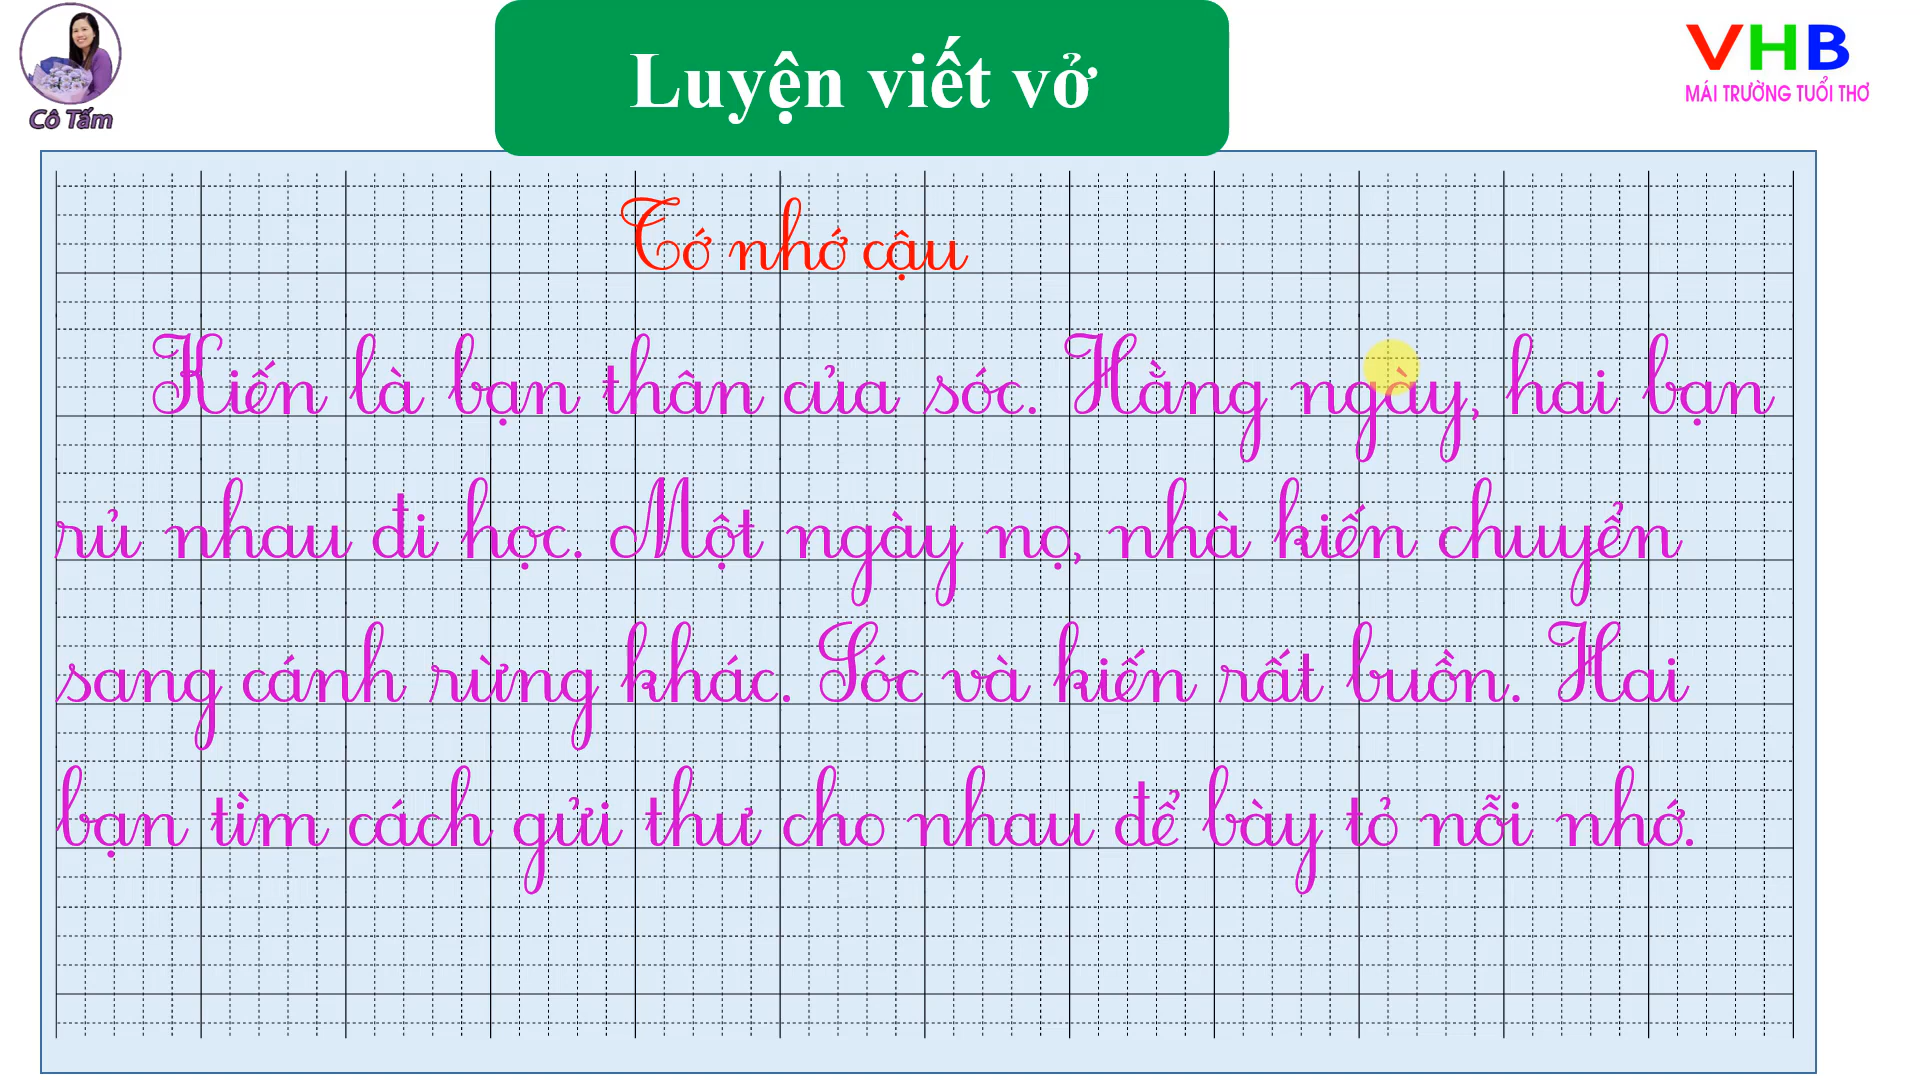 Cô Tấm
Luyện viết vở
VHB
MÁI TRƯỜNG TUỔI THƠ
Tớ nhớ cậu
Kiến là bạn thân của sóc. Hằng ngày, hai bạn
rủ nhau đi học. Một ngày nọ, nhà kiến chuyển
sang cánh rừng khác. Sóc và kiến rất buồn. Hai
bạn tìm cách gửi thư cho nhau để bày tỏ nỗi nhớ.